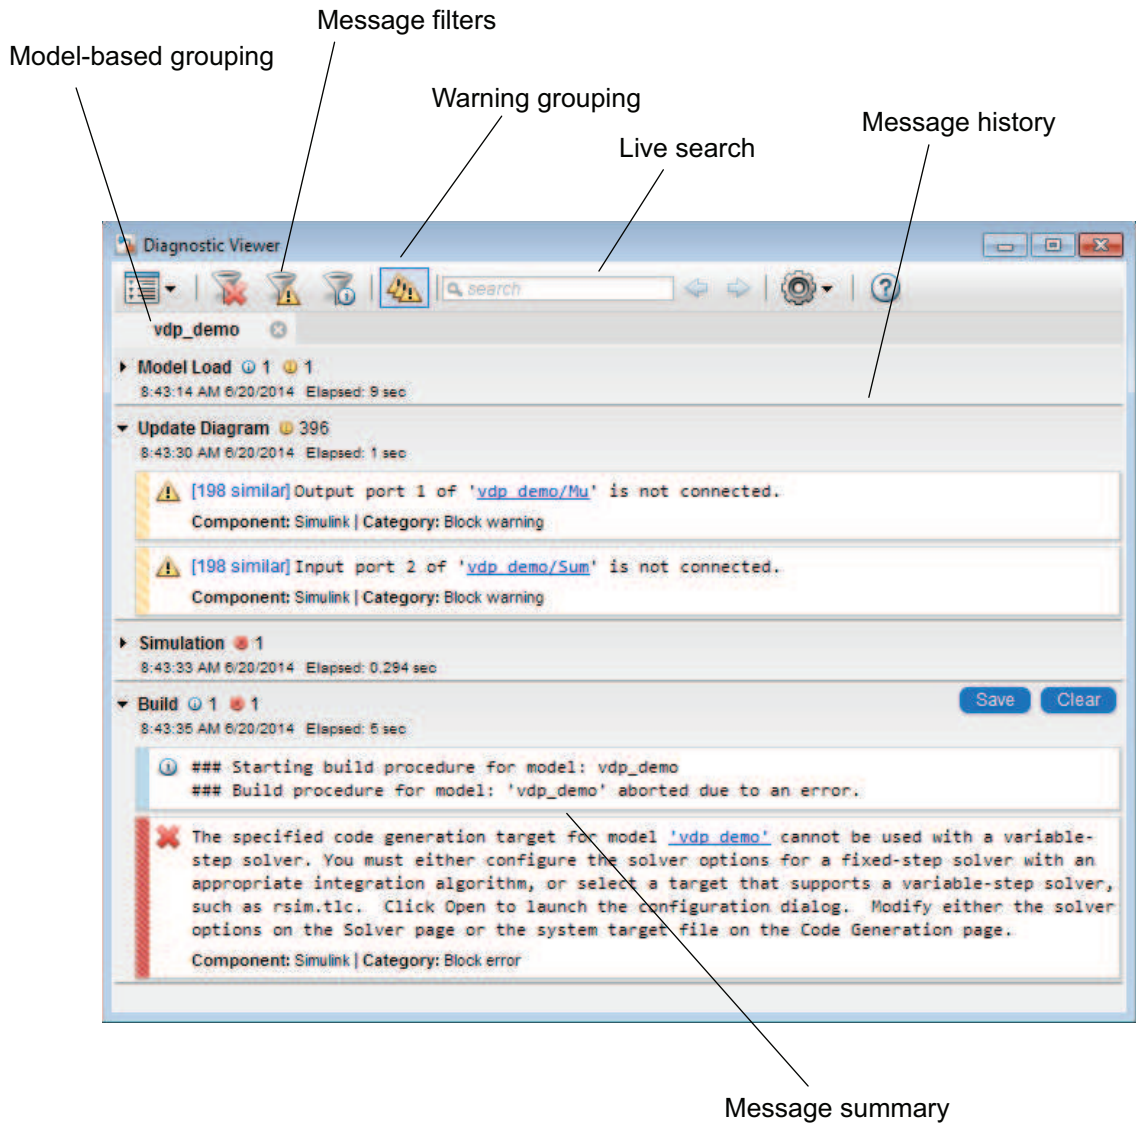 Message filters
Model-based grouping
Warning grouping
Message history
Live search
Diagnostic Viewer
search
vdp_demo
Model Load 1 1
8:43:14 AM 6/20/2014 Elapsed: 9 sec
Update Diagram 396
8:43:30 AM 6/20/2014 Elapsed: 1 sec
[198 similar] Output port 1 of 'vdp_demo/Mu' is not connected.
Component: Simulink | Category: Block warning
[198 similar] Input port 2 of 'vdp_demo/Sum' is not connected.
Component: Simulink | Category: Block warning
Simulation 1
8:43:33 AM 6/20/2014 Elapsed: 0.294 sec
Build 1 1 Save Clear
8:43:35 AM 6/20/2014 Elapsed: 5 sec
### Starting build procedure for model: vdp_demo
### Build procedure for model: 'vdp_demo' aborted due to an error.
The specified code generation target for model 'vdp_demo' cannot be used with a variable-
step solver. You must either configure the solver options for a fixed-step solver with an
appropriate integration algorithm, or select a target that supports a variable-step solver,
such as rsim.tlc. Click Open to launch the configuration dialog. Modify either the solver
options on the Solver page or the system target file on the Code Generation page.
Component: Simulink | Category: Block error
Message summary